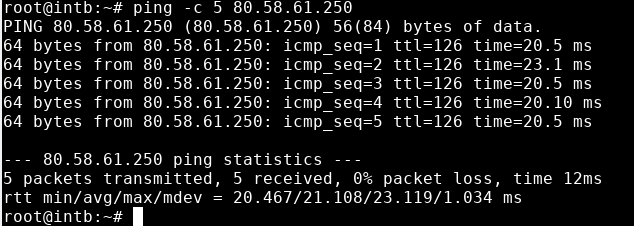 root@intb:~# ping -c 5 80.58.61.250
PING 80.58.61.250 (80.58.61.250) 56(84) bytes of data.
64 bytes from 80.58.61.250: icmp_seq=1 ttl=126 time=20.5 ms
64 bytes from 80.58.61.250: icmp_seq=2 ttl=126 time=23.1 ms
64 bytes from 80.58.61.250: icmp_seq=3 ttl=126 time=20.5 ms
64 bytes from 80.58.61.250: icmp_seq=4 ttl=126 time=20.10 ms
64 bytes from 80.58.61.250: icmp_seq=5 ttl=126 time=20.5 ms
--- 80.58.61.250 ping statistics ---
5 packets transmitted, 5 received, 0% packet loss, time 12ms
rtt min/avg/max/mdev = 20.467/21.108/23.119/1.034 ms
root@intb:~#